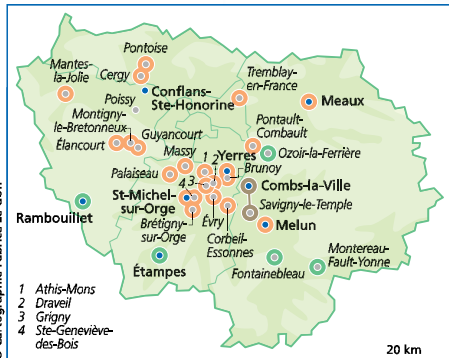 Pontoise
Mantes-
la-Jolie
Cergy
Conflans-
Ste-Honorine
Tremblay-
en-France
Meaux
Poissy
Montigny-
le-Bretonneux
Guyancourt
Élancourt
Pontault-
Combault
Massy
1 2
Yerres
Ozoir-la-Ferrière
Palaiseau
Brunoy
4 3
St-Michel-
sur-Orge
Combs-la-Ville
Rambouillet
Savigny-le-Temple
Brétigny-
sur-Orge
Évry
Corbeil-
Essonnes
Melun
Étampes
Fontainebleau
Montereau-
Fault-Yonne
1 Athis-Mons
2 Draveil
3 Grigny
4 Ste-Geneviève-
des-Bois
20 km